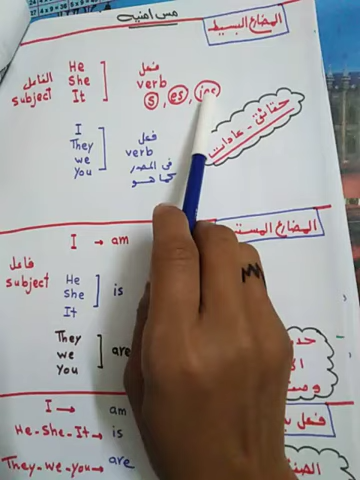 مس امنيه
المضارع البسيط
الفاعل
subject
He
She
It
فعل
verb
s , es , ies
حقائق - عادات
I
They
we
you
فعل
verb
في المصدر
كما هو
المضارع
I → am
فاعل
subject
He
She
It
is
They
we
you
are
I → am
He-She-It → is
They-we-you → are
فعل